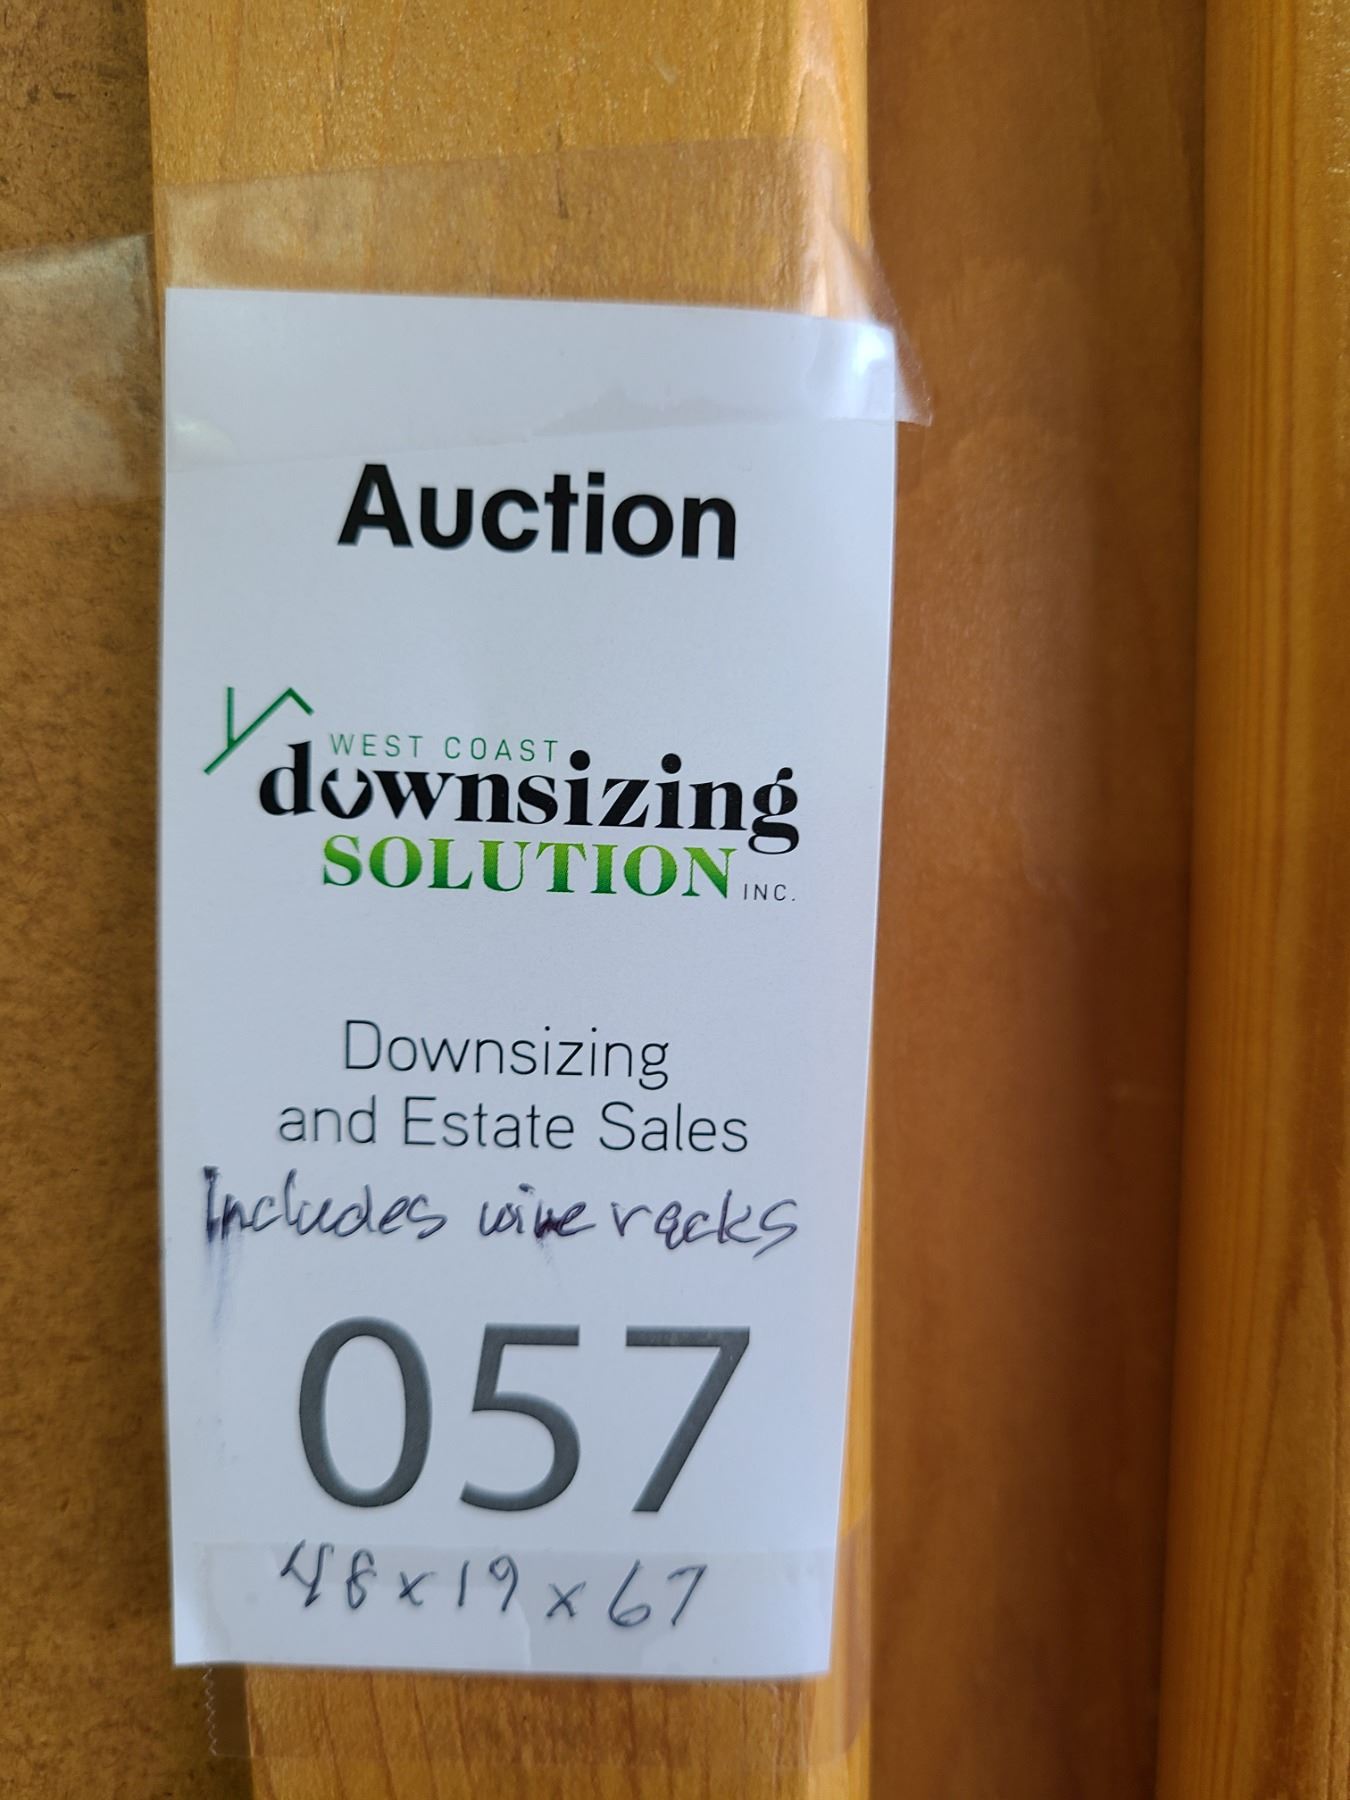 Auction
WEST COAST
downsizing
SOLUTION INC.
Downsizing
and Estate Sales
Includes wine racks
057
48 x 19 x 67